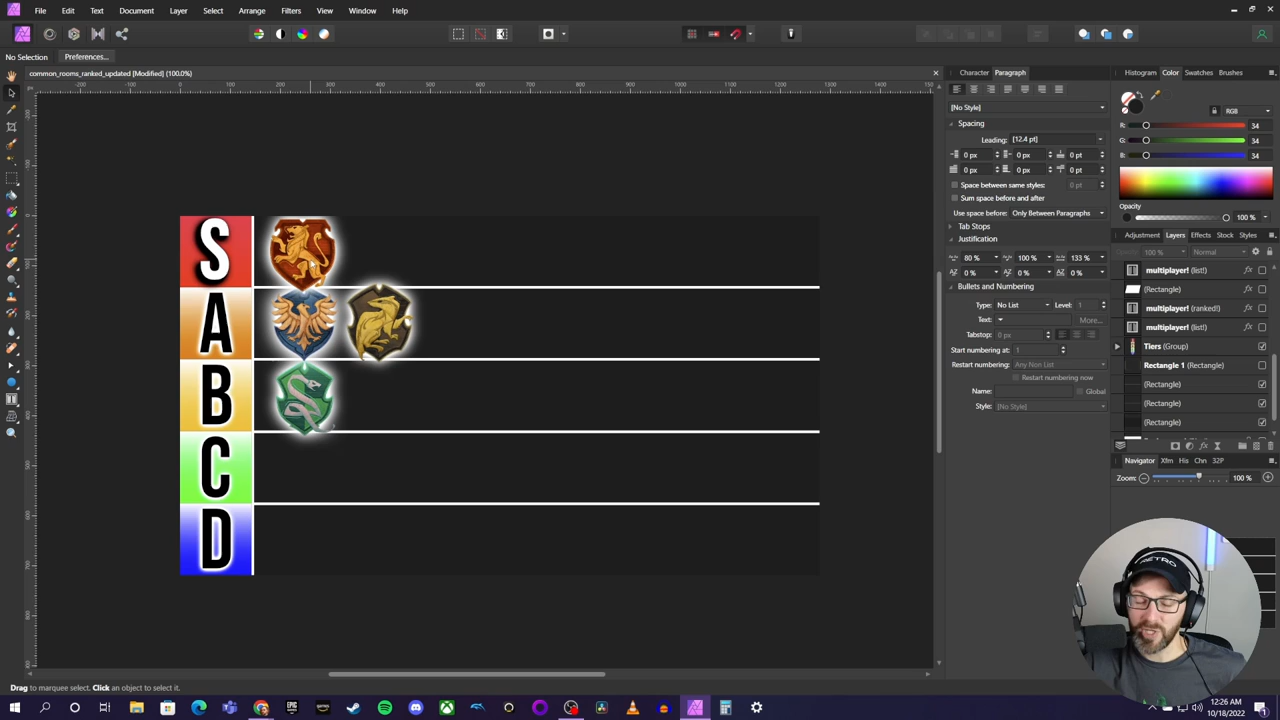 File Edit Text Document Layer Select Arrange Filters View Window Help
No Selection Preferences...
common_rooms_ranked_updated [Modified] (100.0%)
Character Paragraph
[No Style]
Spacing
Leading: [12.4 pt]
0 px 0 px 0 pt
0 px 0 px 0 pt
Space between same styles: 0 pt
Sum space before and after
Use space before: Only Between Paragraphs
Tab Stops
Justification
80 % 100 % 133 %
0 % 0 % 0 %
Bullets and Numbering
Type: No List Level: 1
Text: More...
Tabstop: 0 px
Start numbering at: 1
Restart numbering: Any Non List
Restart numbering now
Name: Global
Style: [No Style]
Histogram Color Swatches Brushes
RGB
R: 34
G: 34
B: 34
Opacity
100 %
Adjustment Layers Effects Stock Styles
100 % Normal
multiplayer! (list!)
(Rectangle)
multiplayer! (ranked!)
multiplayer! (list!)
Tiers (Group)
Rectangle 1 (Rectangle)
(Rectangle)
(Rectangle)
(Rectangle)
Navigator Xfm His Chn 32P
Zoom: 100 %
S
A
B
C
D
RETRO
Drag to marquee select. Click an object to select it.
12:26 AM
10/18/2022